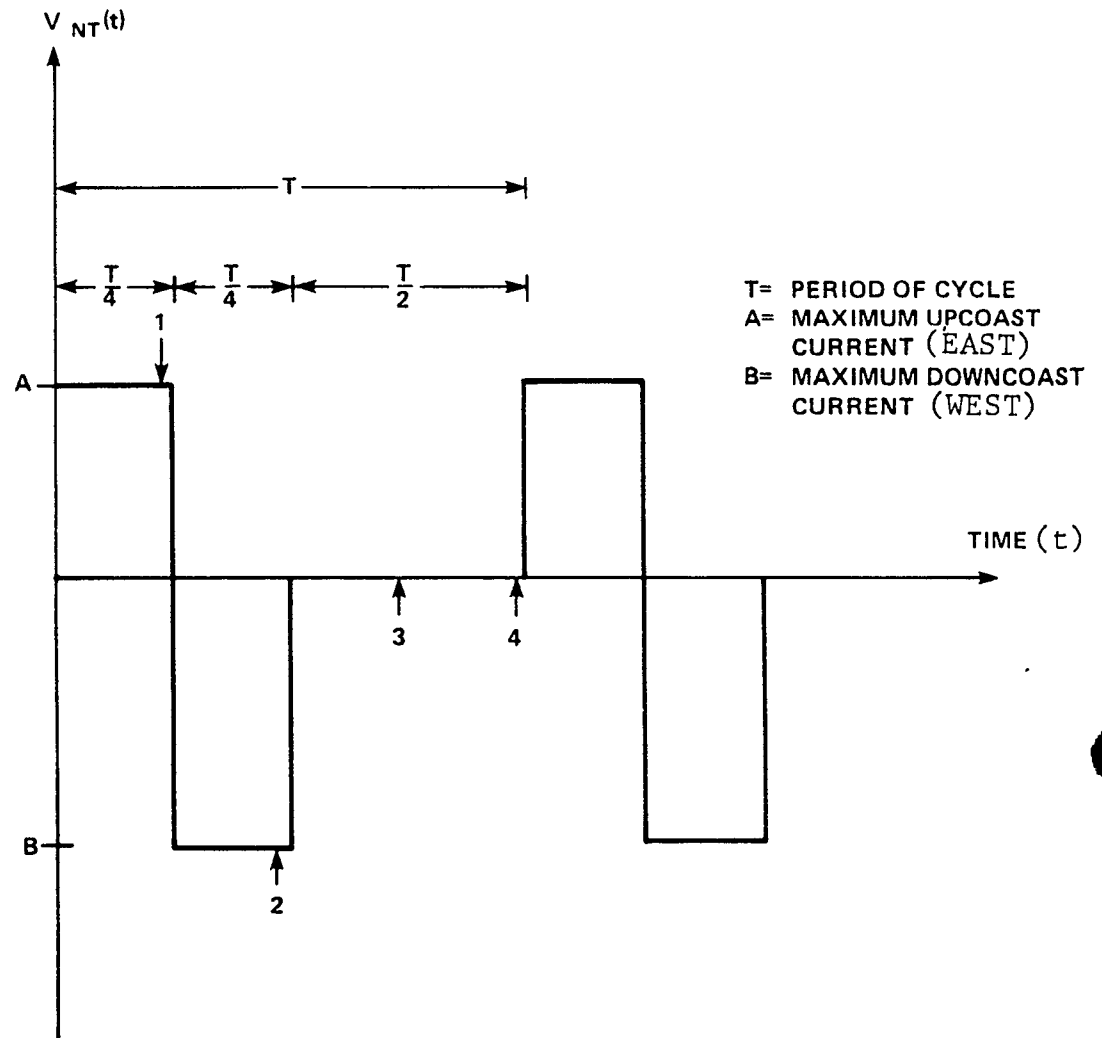 V NT(t)
T
T
4
T
4
T
2
1
T= PERIOD OF CYCLE
A= MAXIMUM UPCOAST
CURRENT (EAST)
B= MAXIMUM DOWNCOAST
CURRENT (WEST)
A
TIME (t)
3
4
B
2